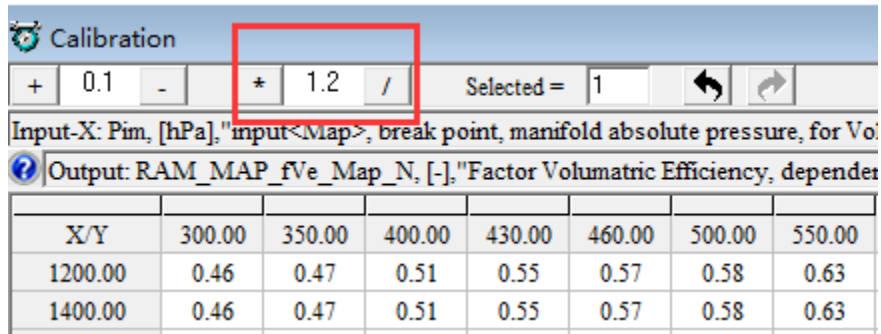 Calibration
+ 0.1 - * 1.2 / Selected = 1
Input-X: Pim, [hPa],"input<Map>, break point, manifold absolute pressure, for Vo
Output: RAM_MAP_fVe_Map_N, [-],"Factor Volumatric Efficiency, depender
X/Y 300.00 350.00 400.00 430.00 460.00 500.00 550.00
1200.00 0.46 0.47 0.51 0.55 0.57 0.58 0.63
1400.00 0.46 0.47 0.51 0.55 0.57 0.58 0.63